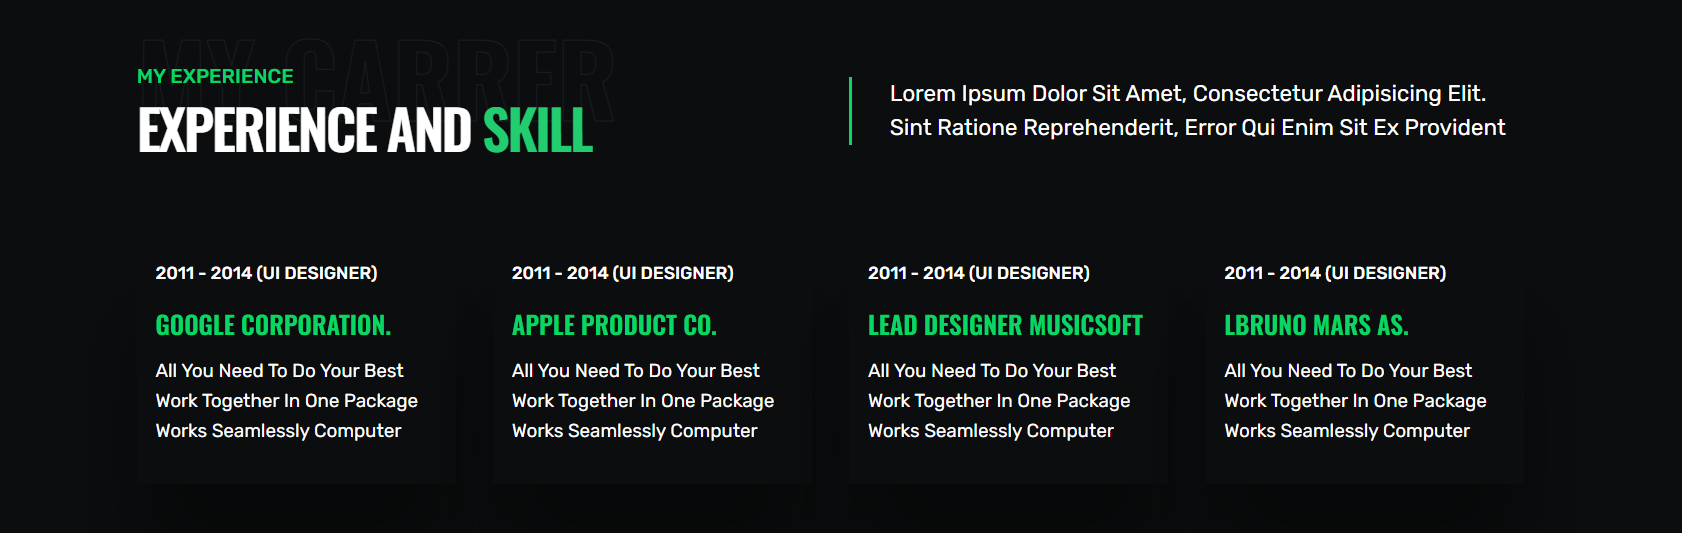 MY CARRER
MY EXPERIENCE
EXPERIENCE AND SKILL
Lorem Ipsum Dolor Sit Amet, Consectetur Adipisicing Elit.
Sint Ratione Reprehenderit, Error Qui Enim Sit Ex Provident
2011 - 2014 (UI DESIGNER)
GOOGLE CORPORATION.
All You Need To Do Your Best
Work Together In One Package
Works Seamlessly Computer
2011 - 2014 (UI DESIGNER)
APPLE PRODUCT CO.
All You Need To Do Your Best
Work Together In One Package
Works Seamlessly Computer
2011 - 2014 (UI DESIGNER)
LEAD DESIGNER MUSICSOFT
All You Need To Do Your Best
Work Together In One Package
Works Seamlessly Computer
2011 - 2014 (UI DESIGNER)
LBRUNO MARS AS.
All You Need To Do Your Best
Work Together In One Package
Works Seamlessly Computer